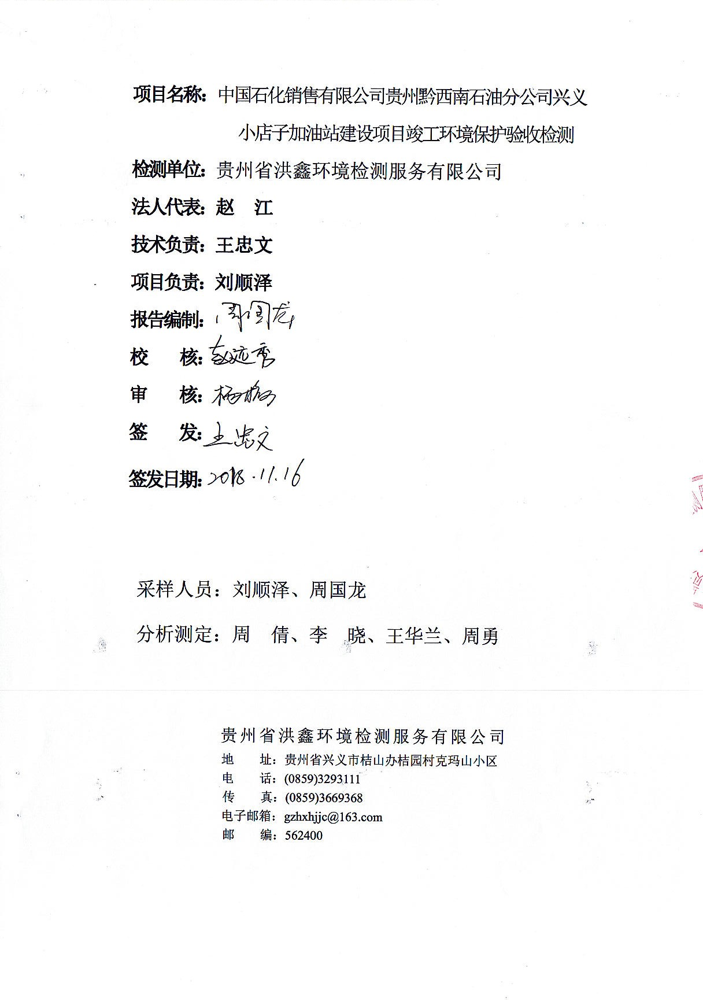 项目名称：中国石化销售有限公司贵州黔西南石油分公司兴义
小店子加油站建设项目竣工环境保护验收检测
检测单位：贵州省洪鑫环境检测服务有限公司
法人代表：赵 江
技术负责：王忠文
项目负责：刘顺泽
报告编制：周国龙
校 核：
审 核：
签 发：王忠文
签发日期：2018.11.16
采样人员：刘顺泽、周国龙
分析测定：周 倩、李 晓、王华兰、周勇
贵州省洪鑫环境检测服务有限公司
地 址：贵州省兴义市桔山办桔园村克玛山小区
电 话：(0859)3293111
传 真：(0859)3669368
电子邮箱：gzhxhjjc@163.com
邮 编：562400